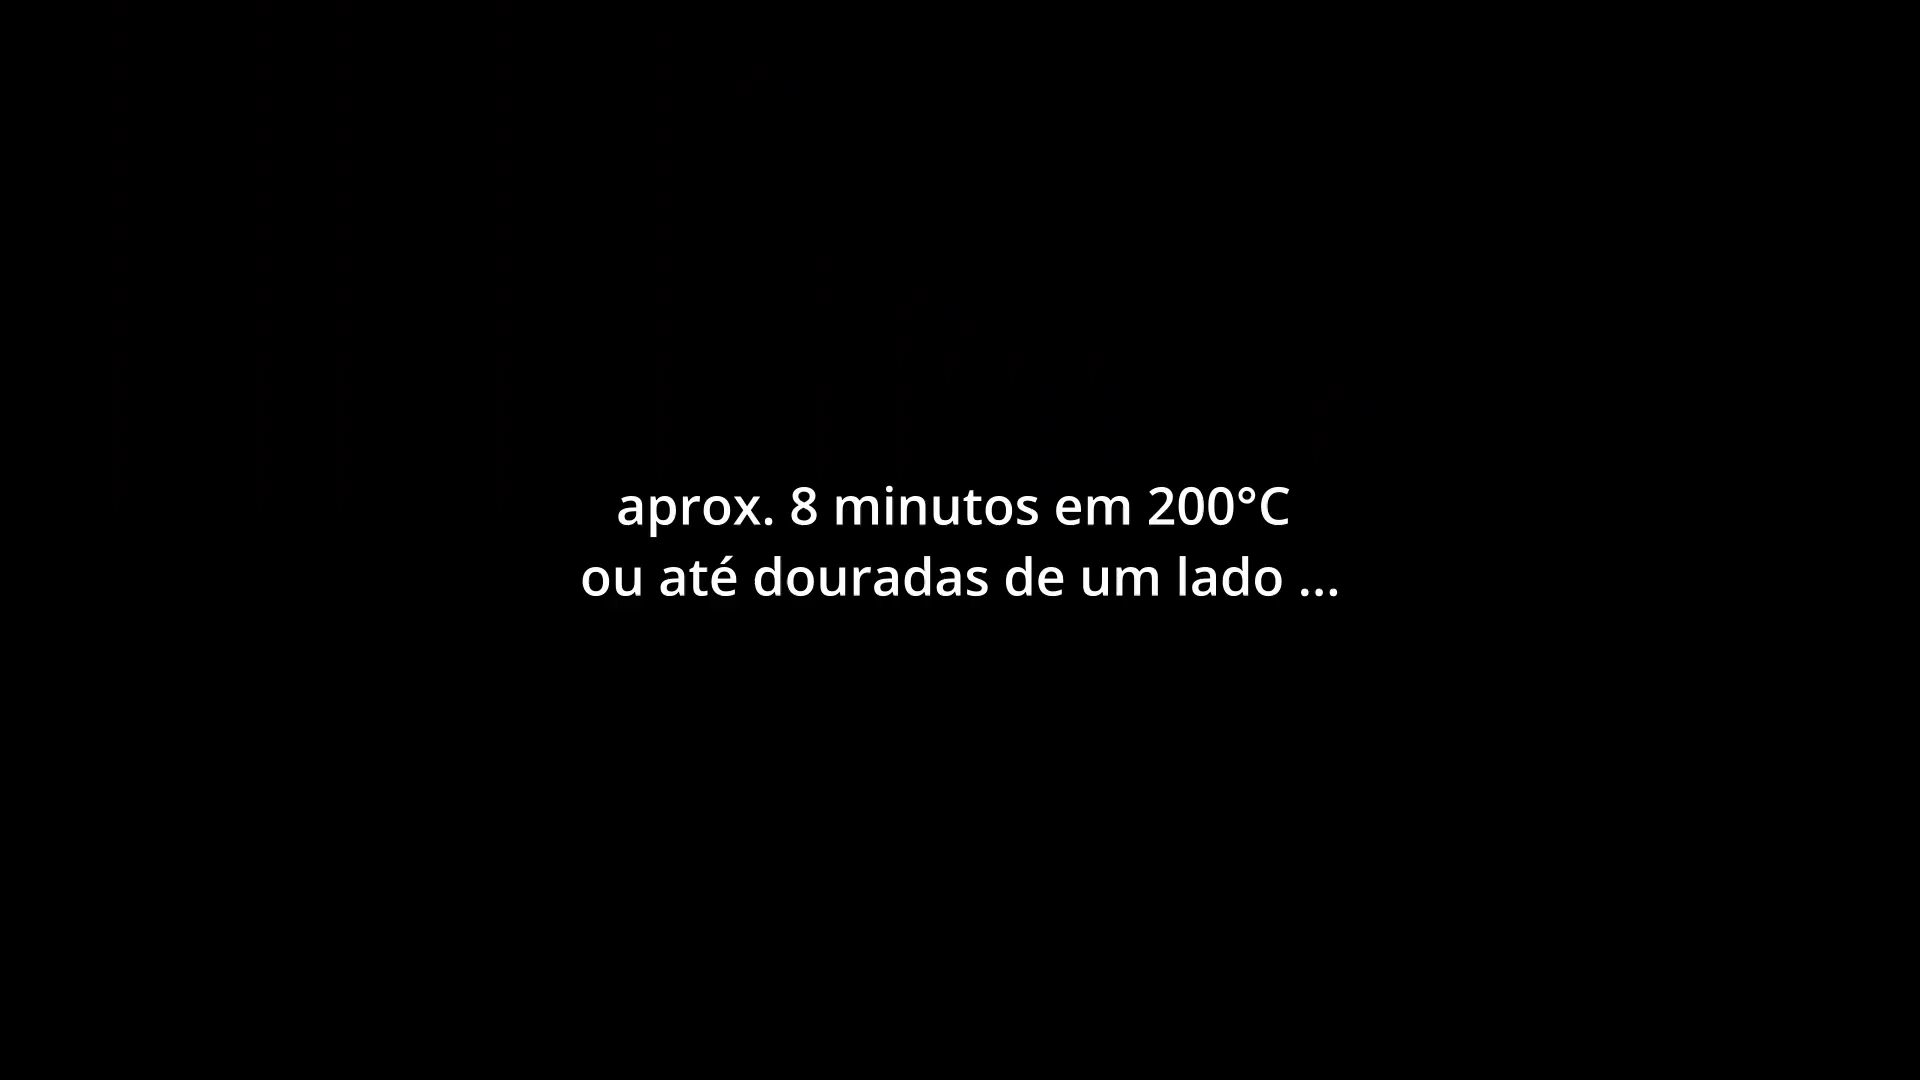 aprox. 8 minutos em 200°C
ou até douradas de um lado ...